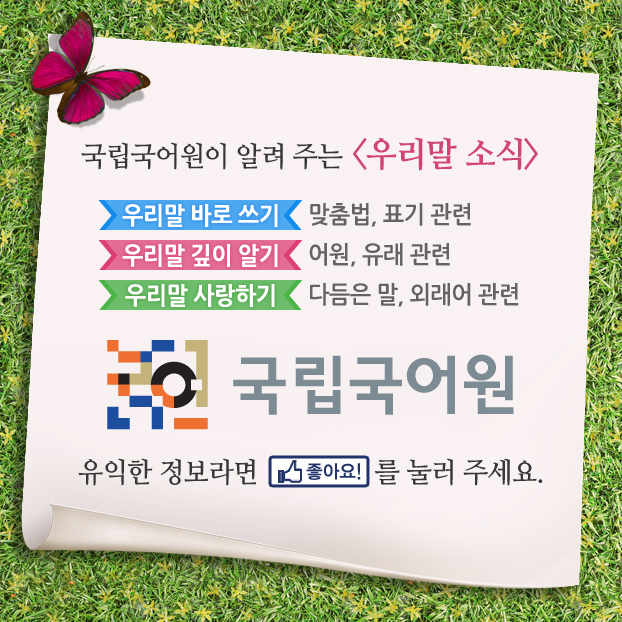 국립국어원이 알려 주는 〈우리말 소식〉
우리말 바로 쓰기 맞춤법, 표기 관련
우리말 깊이 알기 어원, 유래 관련
우리말 사랑하기 다듬은 말, 외래어 관련
국립국어원
유익한 정보라면 좋아요! 를 눌러 주세요.